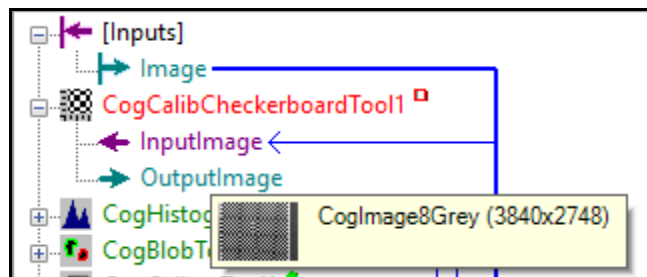 [Inputs]
Image
CogCalibCheckerboardTool1
InputImage
OutputImage
CogHistog
CogImage8Grey (3840x2748)
CogBlobTo